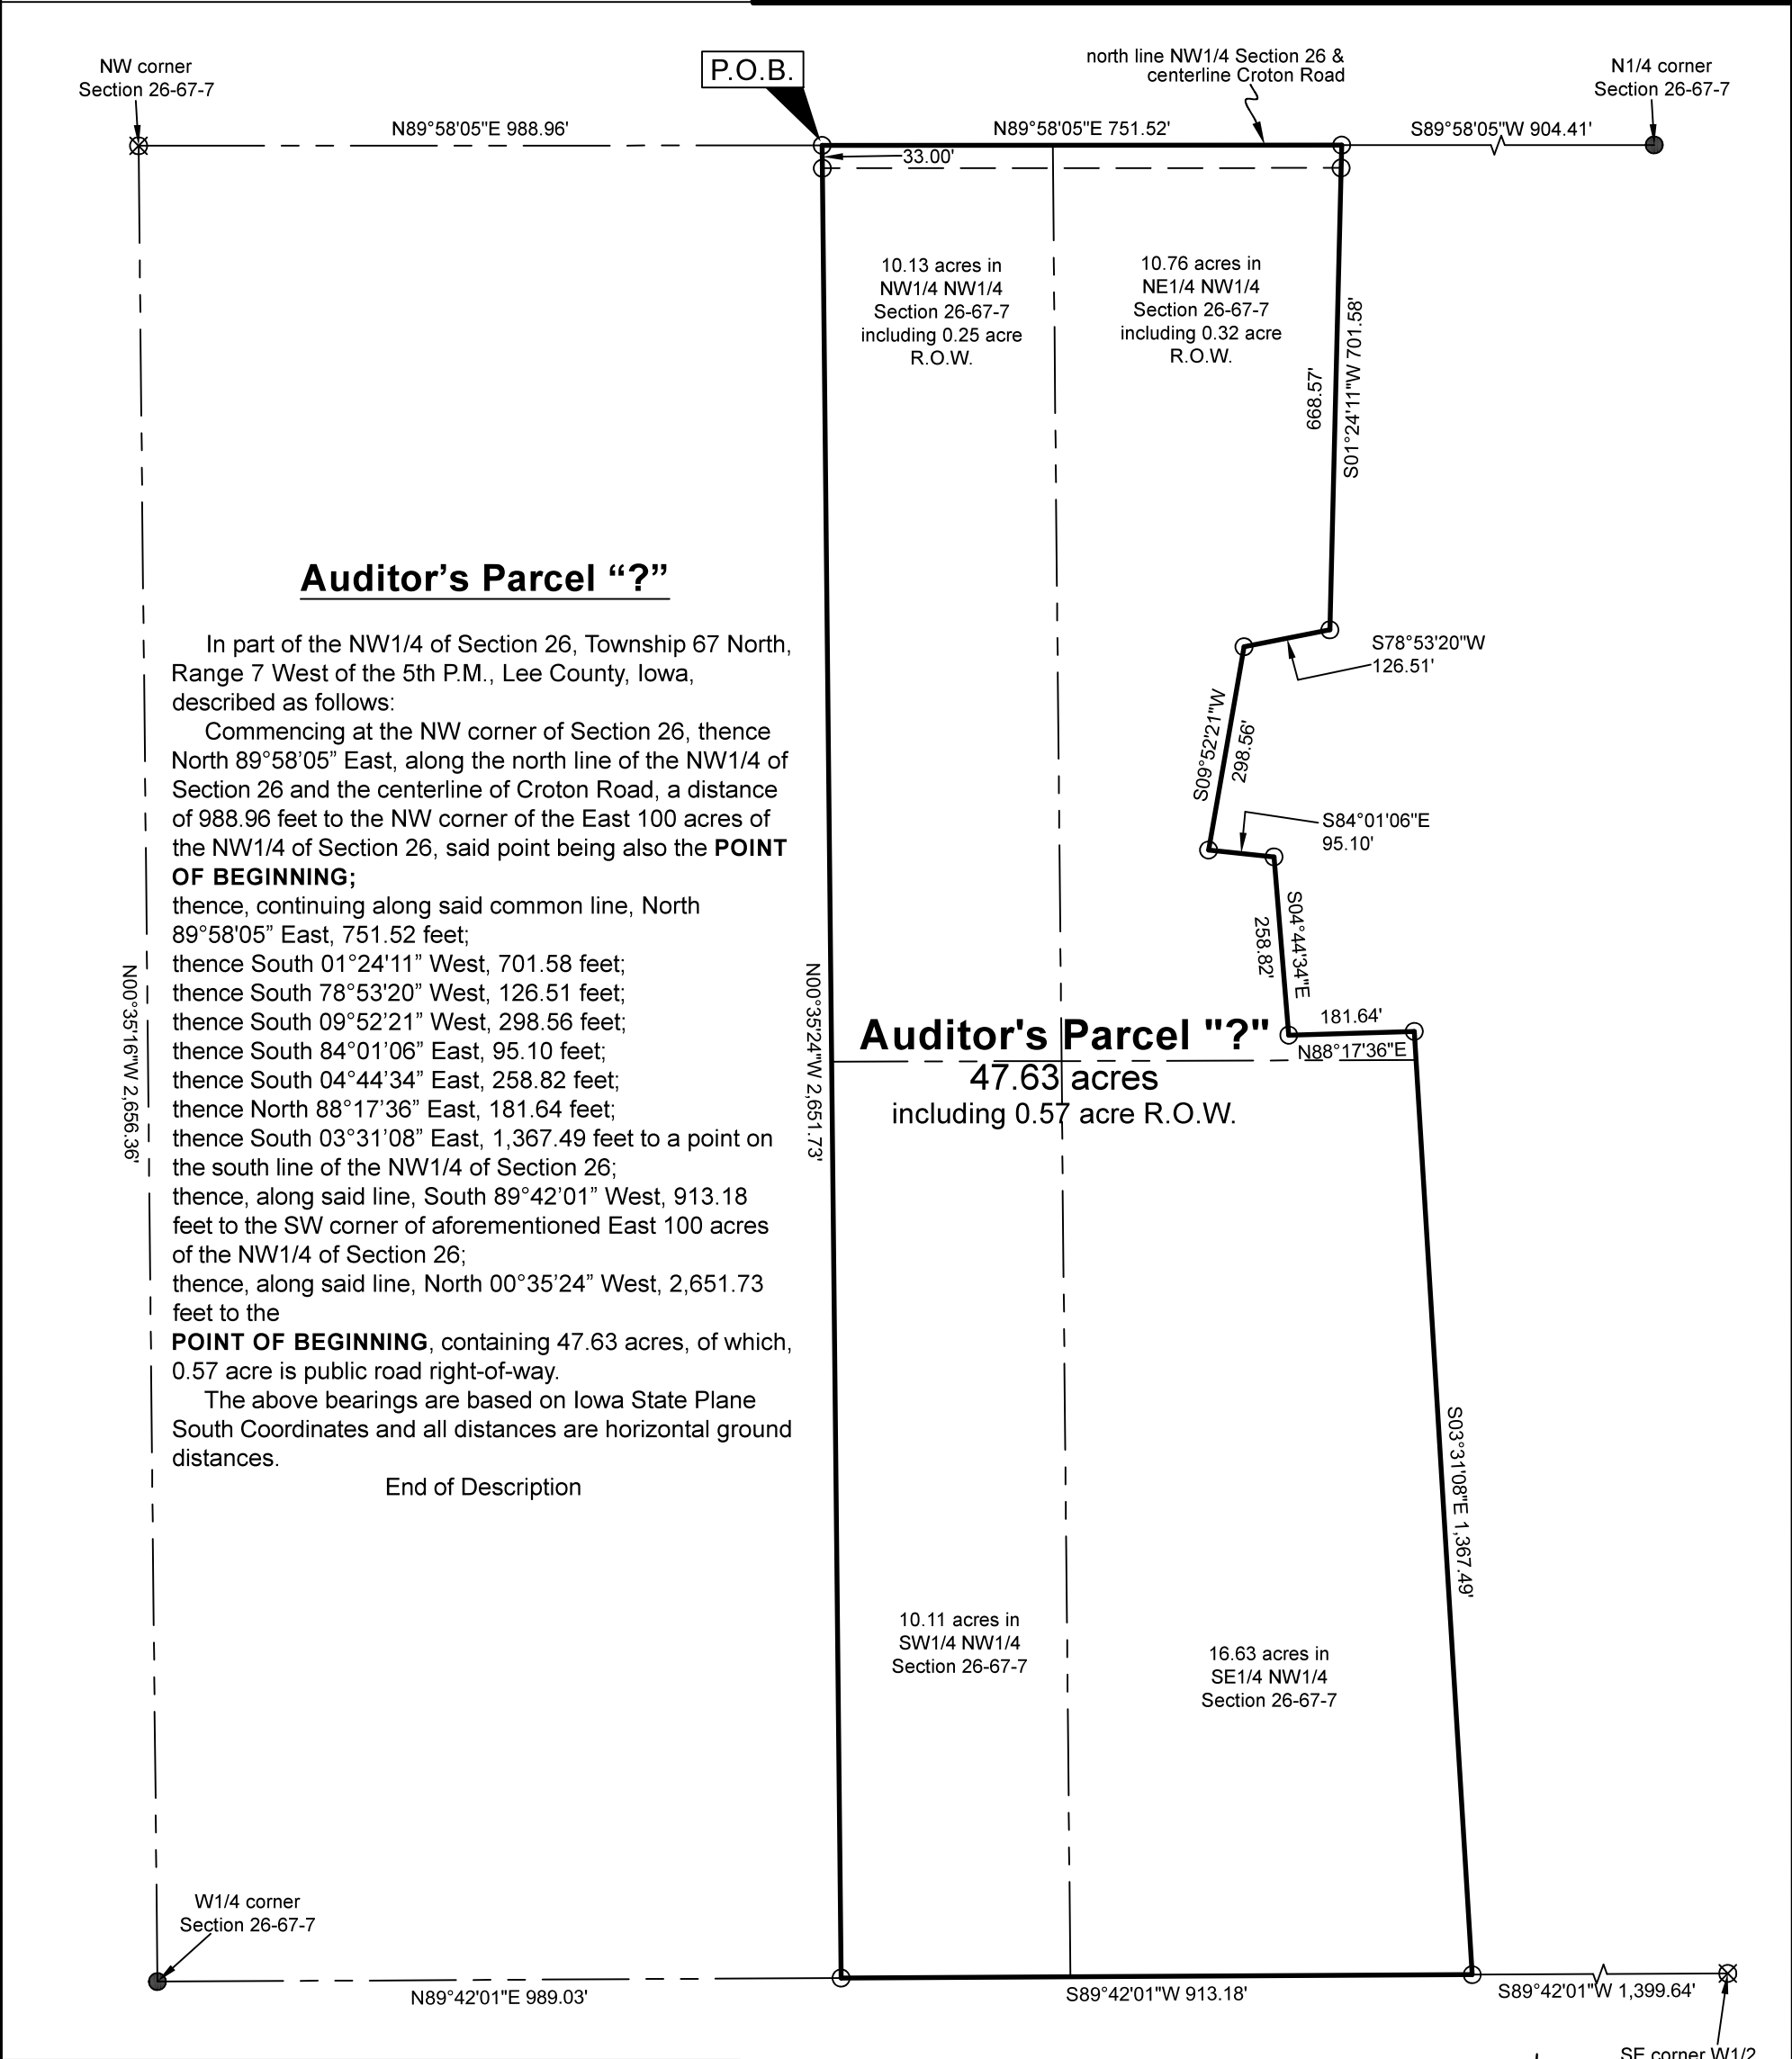 NW corner
Section 26-67-7
P.O.B.
north line NW1/4 Section 26 &
centerline Croton Road
N1/4 corner
Section 26-67-7
N89°58'05"E 988.96'
N89°58'05"E 751.52'
S89°58'05"W 904.41'
33.00'
10.13 acres in
NW1/4 NW1/4
Section 26-67-7
including 0.25 acre
R.O.W.
10.76 acres in
NE1/4 NW1/4
Section 26-67-7
including 0.32 acre
R.O.W.
668.57'
S01°24'11"W 701.58'
S78°53'20"W
126.51'
S09°52'21"W
298.56'
S84°01'06"E
95.10'
S04°44'34"E
258.82'
181.64'
N88°17'36"E
Auditor’s Parcel “?”
In part of the NW1/4 of Section 26, Township 67 North,
Range 7 West of the 5th P.M., Lee County, Iowa,
described as follows:
Commencing at the NW corner of Section 26, thence
North 89°58’05” East, along the north line of the NW1/4 of
Section 26 and the centerline of Croton Road, a distance
of 988.96 feet to the NW corner of the East 100 acres of
the NW1/4 of Section 26, said point being also the POINT
OF BEGINNING;
thence, continuing along said common line, North
89°58'05” East, 751.52 feet;
thence South 01°24'11” West, 701.58 feet;
thence South 78°53'20” West, 126.51 feet;
thence South 09°52’21” West, 298.56 feet;
thence South 84°01’06” East, 95.10 feet;
thence South 04°44’34” East, 258.82 feet;
thence North 88°17’36” East, 181.64 feet;
thence South 03°31’08” East, 1,367.49 feet to a point on
the south line of the NW1/4 of Section 26;
thence, along said line, South 89°42’01” West, 913.18
feet to the SW corner of aforementioned East 100 acres
of the NW1/4 of Section 26;
thence, along said line, North 00°35’24” West, 2,651.73
feet to the
POINT OF BEGINNING, containing 47.63 acres, of which,
0.57 acre is public road right-of-way.
The above bearings are based on Iowa State Plane
South Coordinates and all distances are horizontal ground
distances.
End of Description
N00°35'16"W 2,656.36'
N00°35'24"W 2,651.73'
Auditor's Parcel "?"
47.63 acres
including 0.57 acre R.O.W.
S03°31'08"E 1,367.49'
10.11 acres in
SW1/4 NW1/4
Section 26-67-7
16.63 acres in
SE1/4 NW1/4
Section 26-67-7
W1/4 corner
Section 26-67-7
N89°42'01"E 989.03'
S89°42'01"W 913.18'
S89°42'01"W 1,399.64'
SE corner W1/2